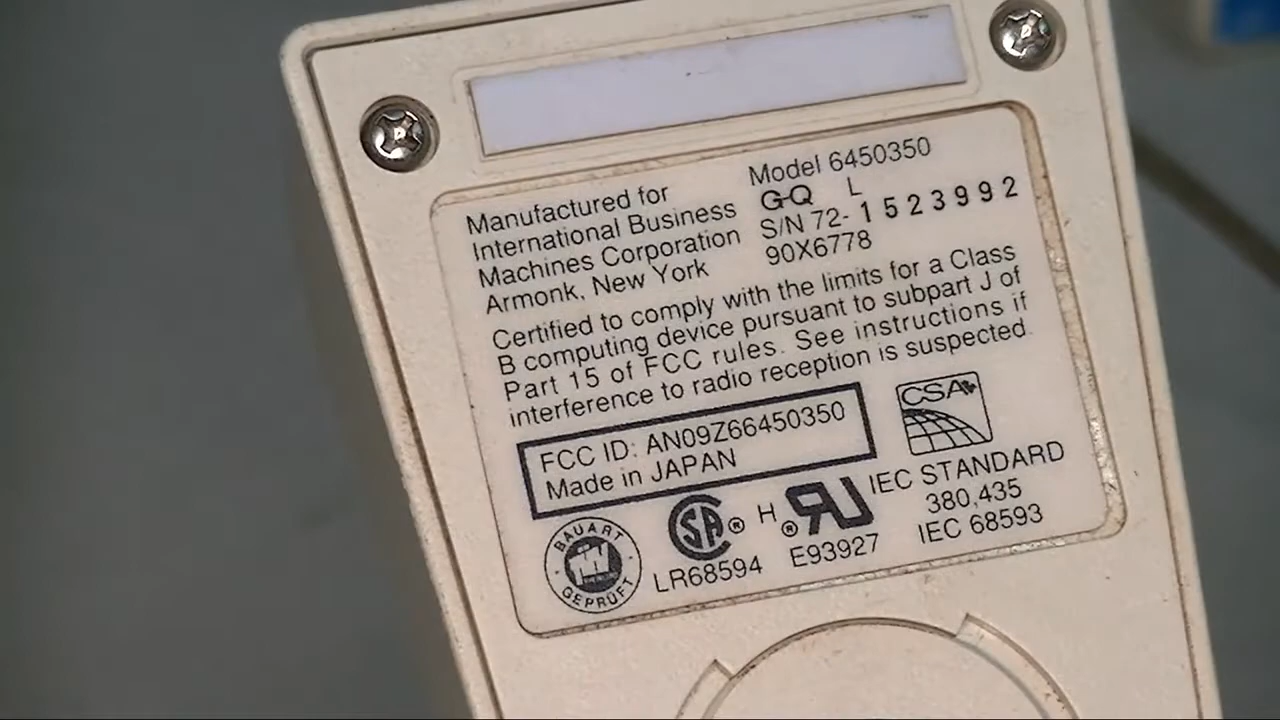 Manufactured for
International Business
Machines Corporation
Armonk, New York
Model 6450350
G-Q L
S/N 72-1523992
90X6778
Certified to comply with the limits for a Class
B computing device pursuant to subpart J of
Part 15 of FCC rules. See instructions if
interference to radio reception is suspected.
FCC ID: AN09Z66450350
Made in JAPAN
CSA
IEC STANDARD
380,435
IEC 68593
BAUART
GEPRÜFT
SA ®
LR68594
H ® RU
E93927